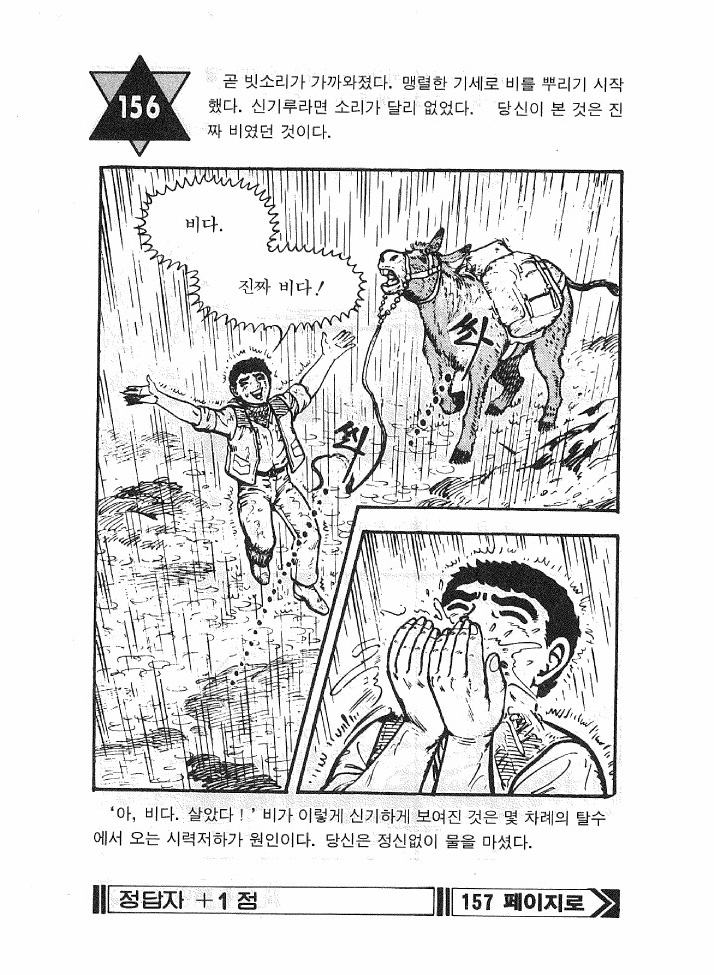 156
곧 빗소리가 가까와졌다. 맹렬한 기세로 비를 뿌리기 시작
했다. 신기루라면 소리가 달리 없었다. 당신이 본 것은 진
짜 비였던 것이다.
비다.
진짜 비다!
싹
싹
'아, 비다. 살았다!' 비가 이렇게 신기하게 보여진 것은 몇 차례의 탈수
에서 오는 시력저하가 원인이다. 당신은 정신없이 물을 마셨다.
정답자 +1 점
157 페이지로